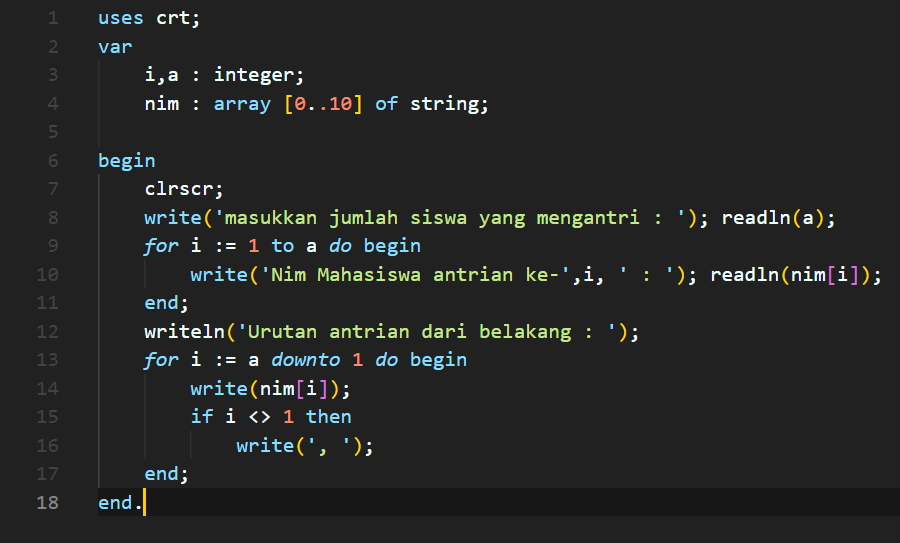 1 uses crt;
2 var
3     i,a : integer;
4     nim : array [0..10] of string;
5
6 begin
7     clrscr;
8     write('masukkan jumlah siswa yang mengantri : '); readln(a);
9     for i := 1 to a do begin
10         write('Nim Mahasiswa antrian ke-',i, ' : '); readln(nim[i]);
11     end;
12     writeln('Urutan antrian dari belakang : ');
13     for i := a downto 1 do begin
14         write(nim[i]);
15         if i <> 1 then
16             write(', ');
17     end;
18 end.